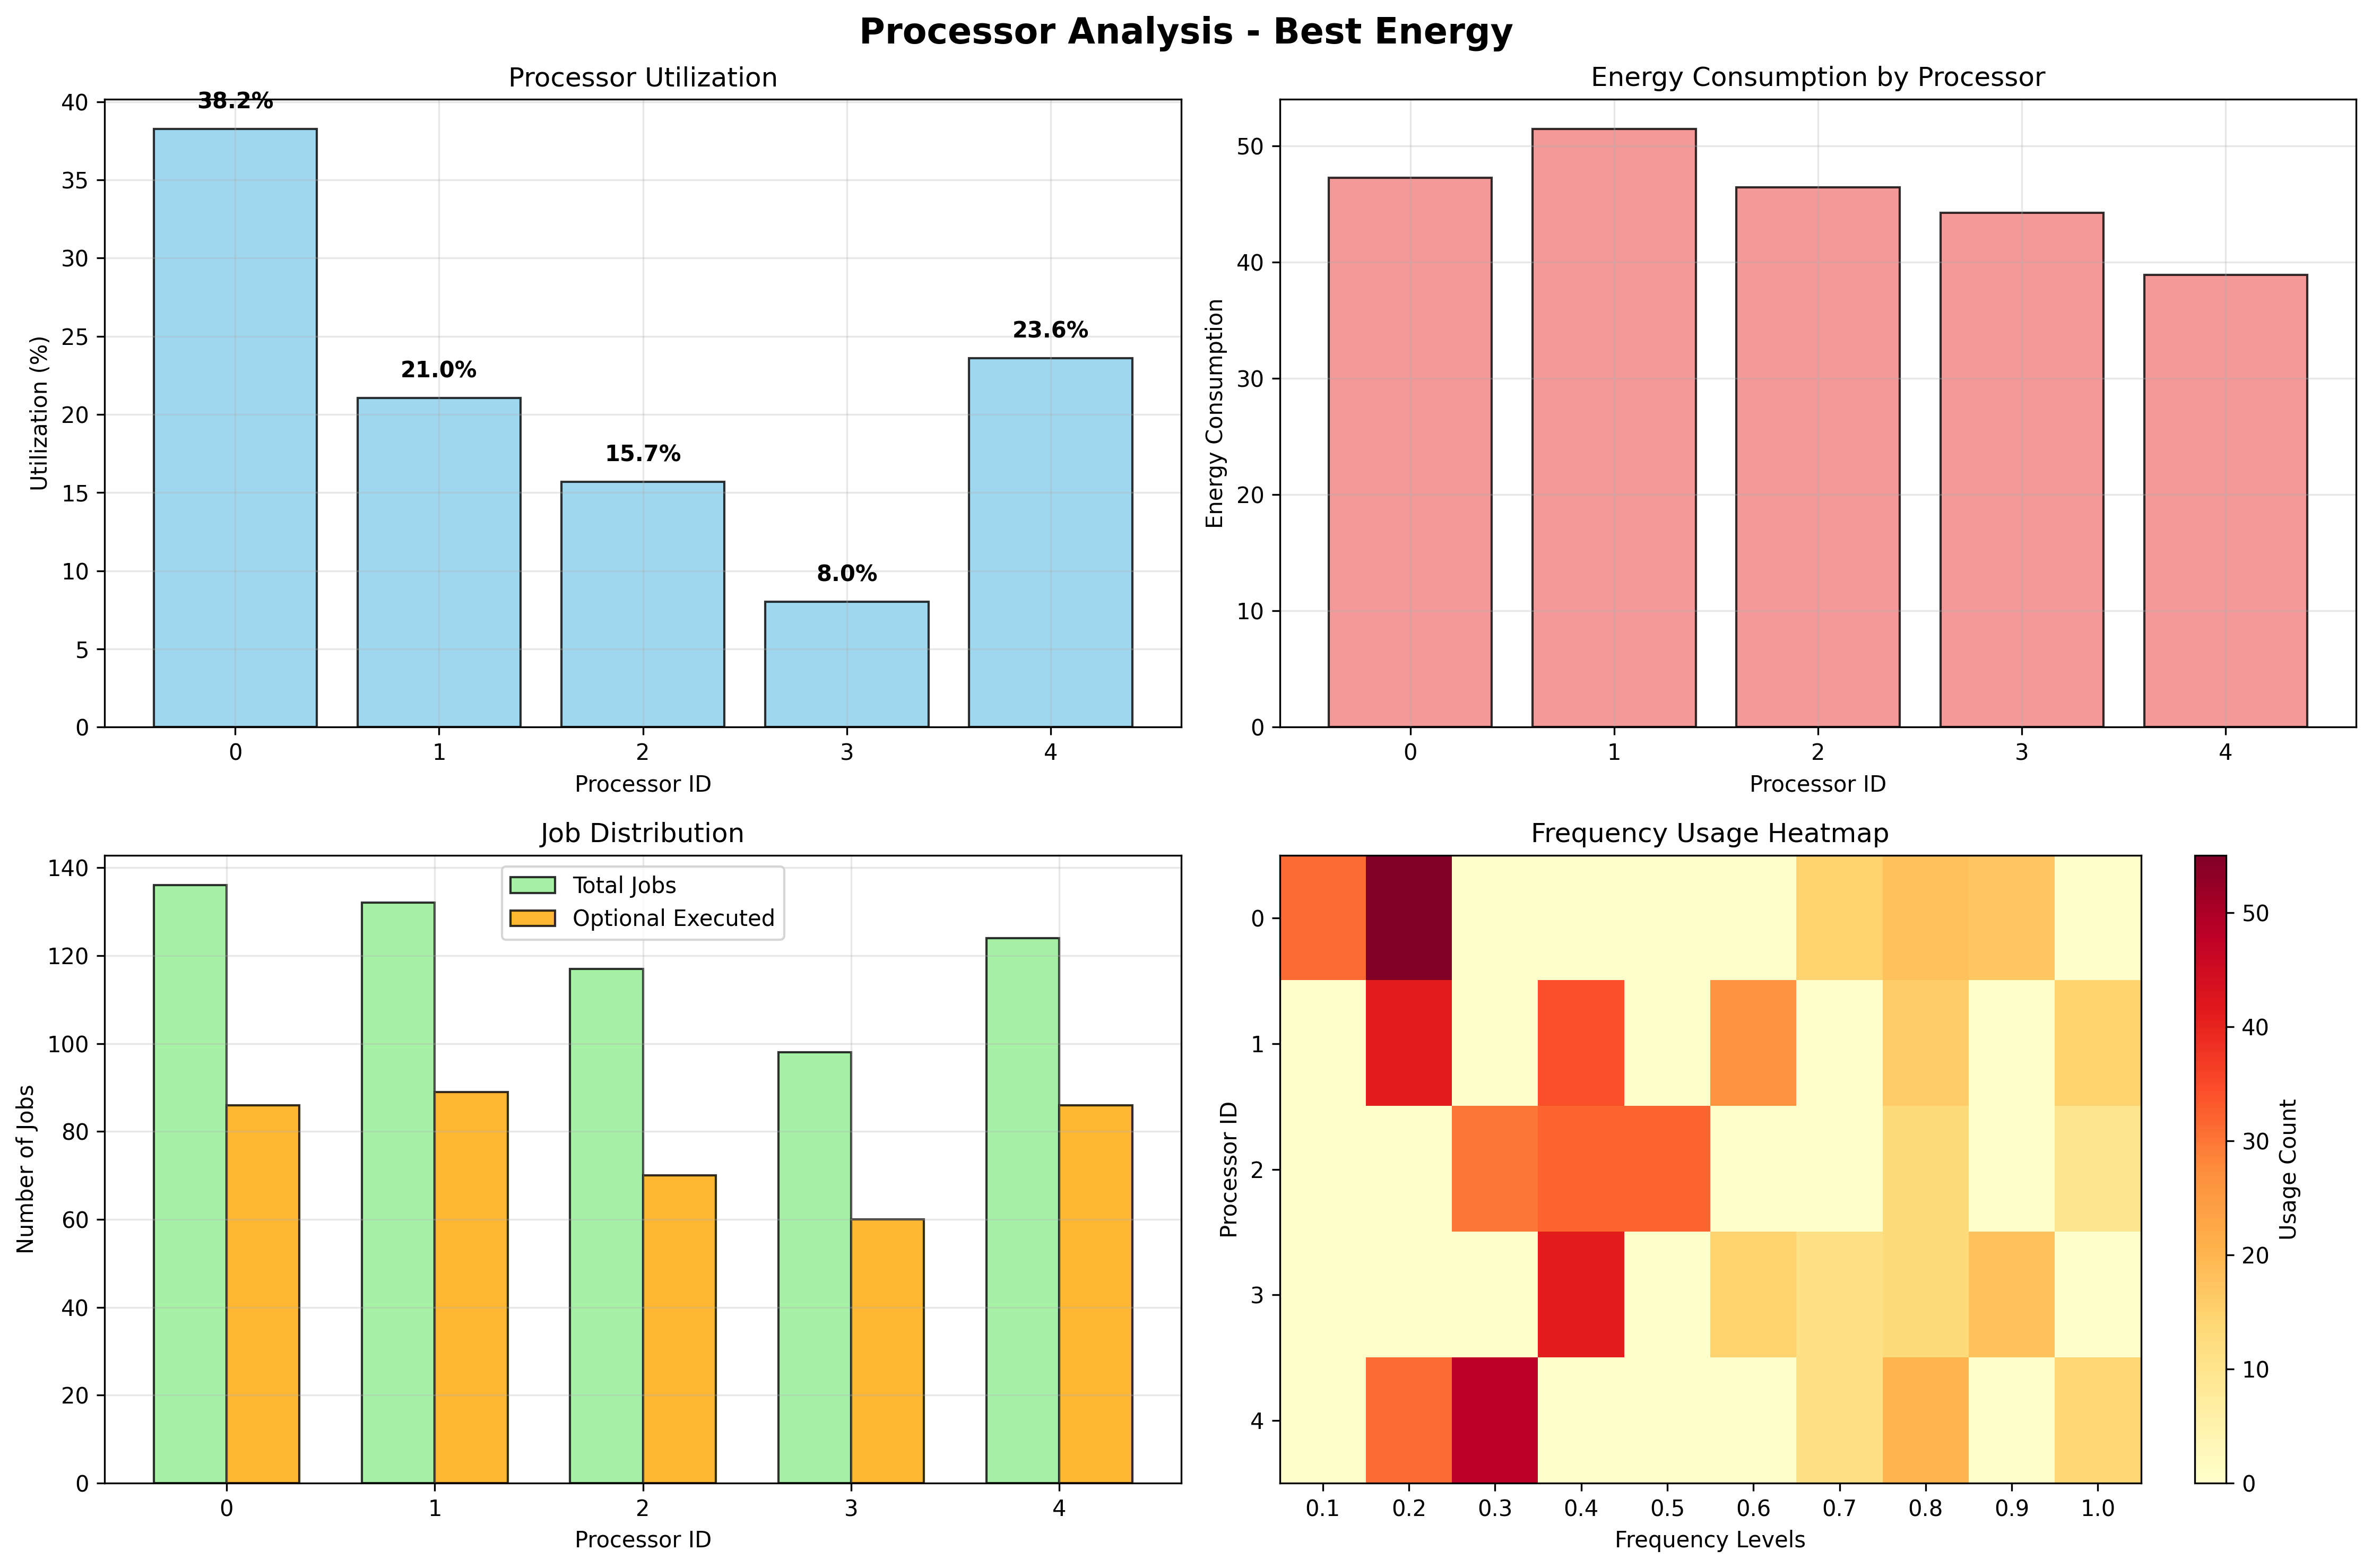 Processor Analysis - Best Energy
Processor Utilization
Utilization (%)
40
35
30
25
20
15
10
5
0
38.2%
21.0%
15.7%
8.0%
23.6%
0 1 2 3 4
Processor ID
Energy Consumption by Processor
Energy Consumption
50
40
30
20
10
0
0 1 2 3 4
Processor ID
Job Distribution
Number of Jobs
140
120
100
80
60
40
20
0
Total Jobs
Optional Executed
0 1 2 3 4
Processor ID
Frequency Usage Heatmap
Processor ID
0
1
2
3
4
0.1 0.2 0.3 0.4 0.5 0.6 0.7 0.8 0.9 1.0
Frequency Levels
50
40
30
20
10
0
Usage Count